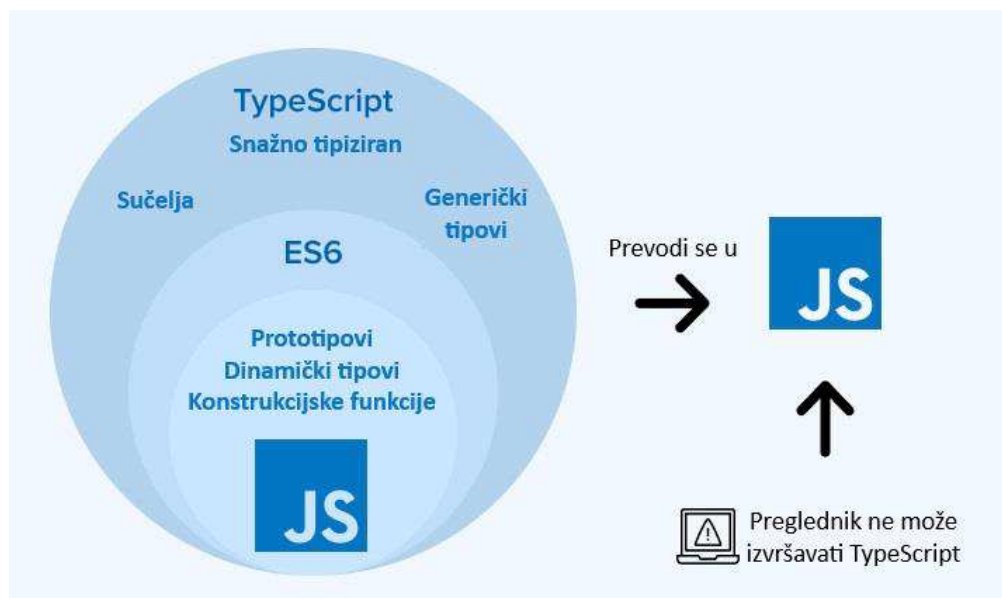 TypeScript
Snažno tipiziran
Sučelja
Generički
tipovi
ES6
Prototipovi
Dinamički tipovi
Konstrukcijske funkcije
JS
Prevodi se u
JS
Preglednik ne može
izvršavati TypeScript